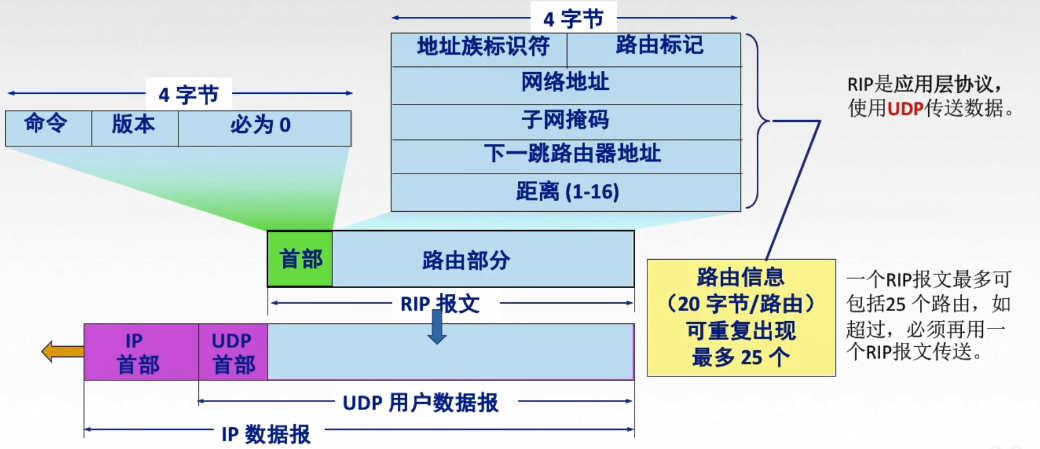 4 字节
地址族标识符
路由标记
网络地址
子网掩码
下一跳路由器地址
距离 (1-16)
RIP是应用层协议，
使用UDP传送数据。
4 字节
命令
版本
必为 0
首部
路由部分
RIP 报文
路由信息
（20 字节/路由）
可重复出现
最多 25 个
一个RIP报文最多可
包括25 个路由，如
超过，必须再用一
个RIP报文传送。
IP
首部
UDP
首部
UDP 用户数据报
IP 数据报